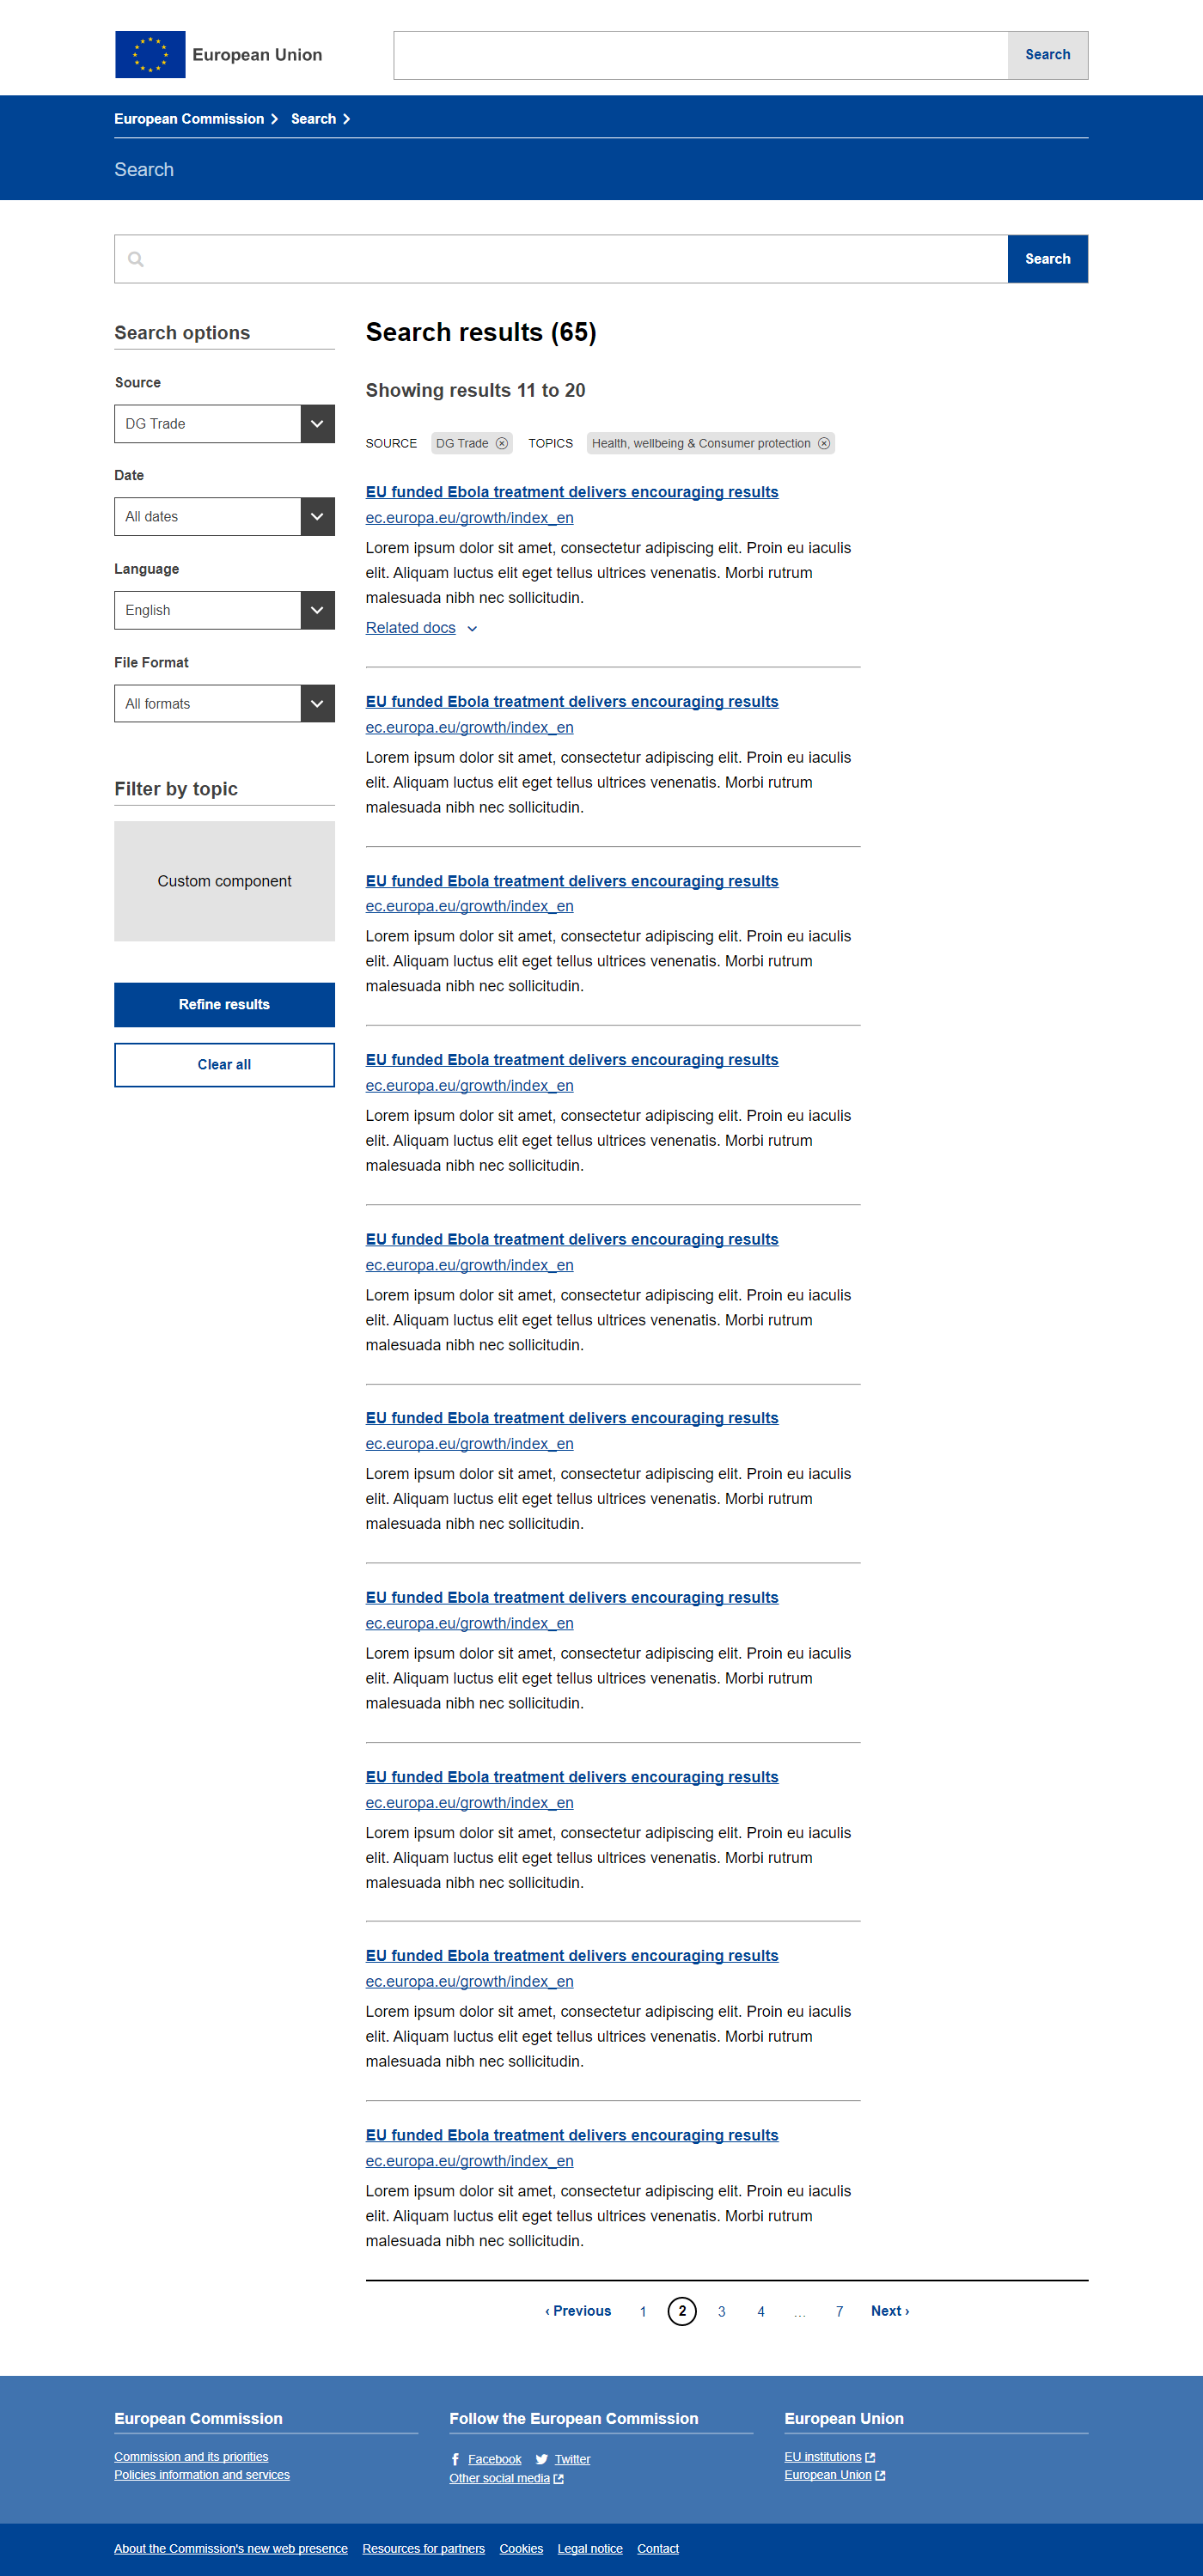 European Union
Search
European Commission
Search
Search
Search
Search options
Source
DG Trade
Date
All dates
Language
English
File Format
All formats
Filter by topic
Custom component
Refine results
Clear all
Search results (65)
Showing results 11 to 20
SOURCE DG Trade TOPICS Health, wellbeing & Consumer protection
EU funded Ebola treatment delivers encouraging results
ec.europa.eu/growth/index_en
Lorem ipsum dolor sit amet, consectetur adipiscing elit. Proin eu iaculis
elit. Aliquam luctus elit eget tellus ultrices venenatis. Morbi rutrum
malesuada nibh nec sollicitudin.
Related docs
EU funded Ebola treatment delivers encouraging results
ec.europa.eu/growth/index_en
Lorem ipsum dolor sit amet, consectetur adipiscing elit. Proin eu iaculis
elit. Aliquam luctus elit eget tellus ultrices venenatis. Morbi rutrum
malesuada nibh nec sollicitudin.
EU funded Ebola treatment delivers encouraging results
ec.europa.eu/growth/index_en
Lorem ipsum dolor sit amet, consectetur adipiscing elit. Proin eu iaculis
elit. Aliquam luctus elit eget tellus ultrices venenatis. Morbi rutrum
malesuada nibh nec sollicitudin.
EU funded Ebola treatment delivers encouraging results
ec.europa.eu/growth/index_en
Lorem ipsum dolor sit amet, consectetur adipiscing elit. Proin eu iaculis
elit. Aliquam luctus elit eget tellus ultrices venenatis. Morbi rutrum
malesuada nibh nec sollicitudin.
EU funded Ebola treatment delivers encouraging results
ec.europa.eu/growth/index_en
Lorem ipsum dolor sit amet, consectetur adipiscing elit. Proin eu iaculis
elit. Aliquam luctus elit eget tellus ultrices venenatis. Morbi rutrum
malesuada nibh nec sollicitudin.
EU funded Ebola treatment delivers encouraging results
ec.europa.eu/growth/index_en
Lorem ipsum dolor sit amet, consectetur adipiscing elit. Proin eu iaculis
elit. Aliquam luctus elit eget tellus ultrices venenatis. Morbi rutrum
malesuada nibh nec sollicitudin.
EU funded Ebola treatment delivers encouraging results
ec.europa.eu/growth/index_en
Lorem ipsum dolor sit amet, consectetur adipiscing elit. Proin eu iaculis
elit. Aliquam luctus elit eget tellus ultrices venenatis. Morbi rutrum
malesuada nibh nec sollicitudin.
EU funded Ebola treatment delivers encouraging results
ec.europa.eu/growth/index_en
Lorem ipsum dolor sit amet, consectetur adipiscing elit. Proin eu iaculis
elit. Aliquam luctus elit eget tellus ultrices venenatis. Morbi rutrum
malesuada nibh nec sollicitudin.
EU funded Ebola treatment delivers encouraging results
ec.europa.eu/growth/index_en
Lorem ipsum dolor sit amet, consectetur adipiscing elit. Proin eu iaculis
elit. Aliquam luctus elit eget tellus ultrices venenatis. Morbi rutrum
malesuada nibh nec sollicitudin.
EU funded Ebola treatment delivers encouraging results
ec.europa.eu/growth/index_en
Lorem ipsum dolor sit amet, consectetur adipiscing elit. Proin eu iaculis
elit. Aliquam luctus elit eget tellus ultrices venenatis. Morbi rutrum
malesuada nibh nec sollicitudin.
‹ Previous 1 2 3 4 ... 7 Next ›
European Commission
Commission and its priorities
Policies information and services
Follow the European Commission
Facebook Twitter
Other social media
European Union
EU institutions
European Union
About the Commission's new web presence Resources for partners Cookies Legal notice Contact